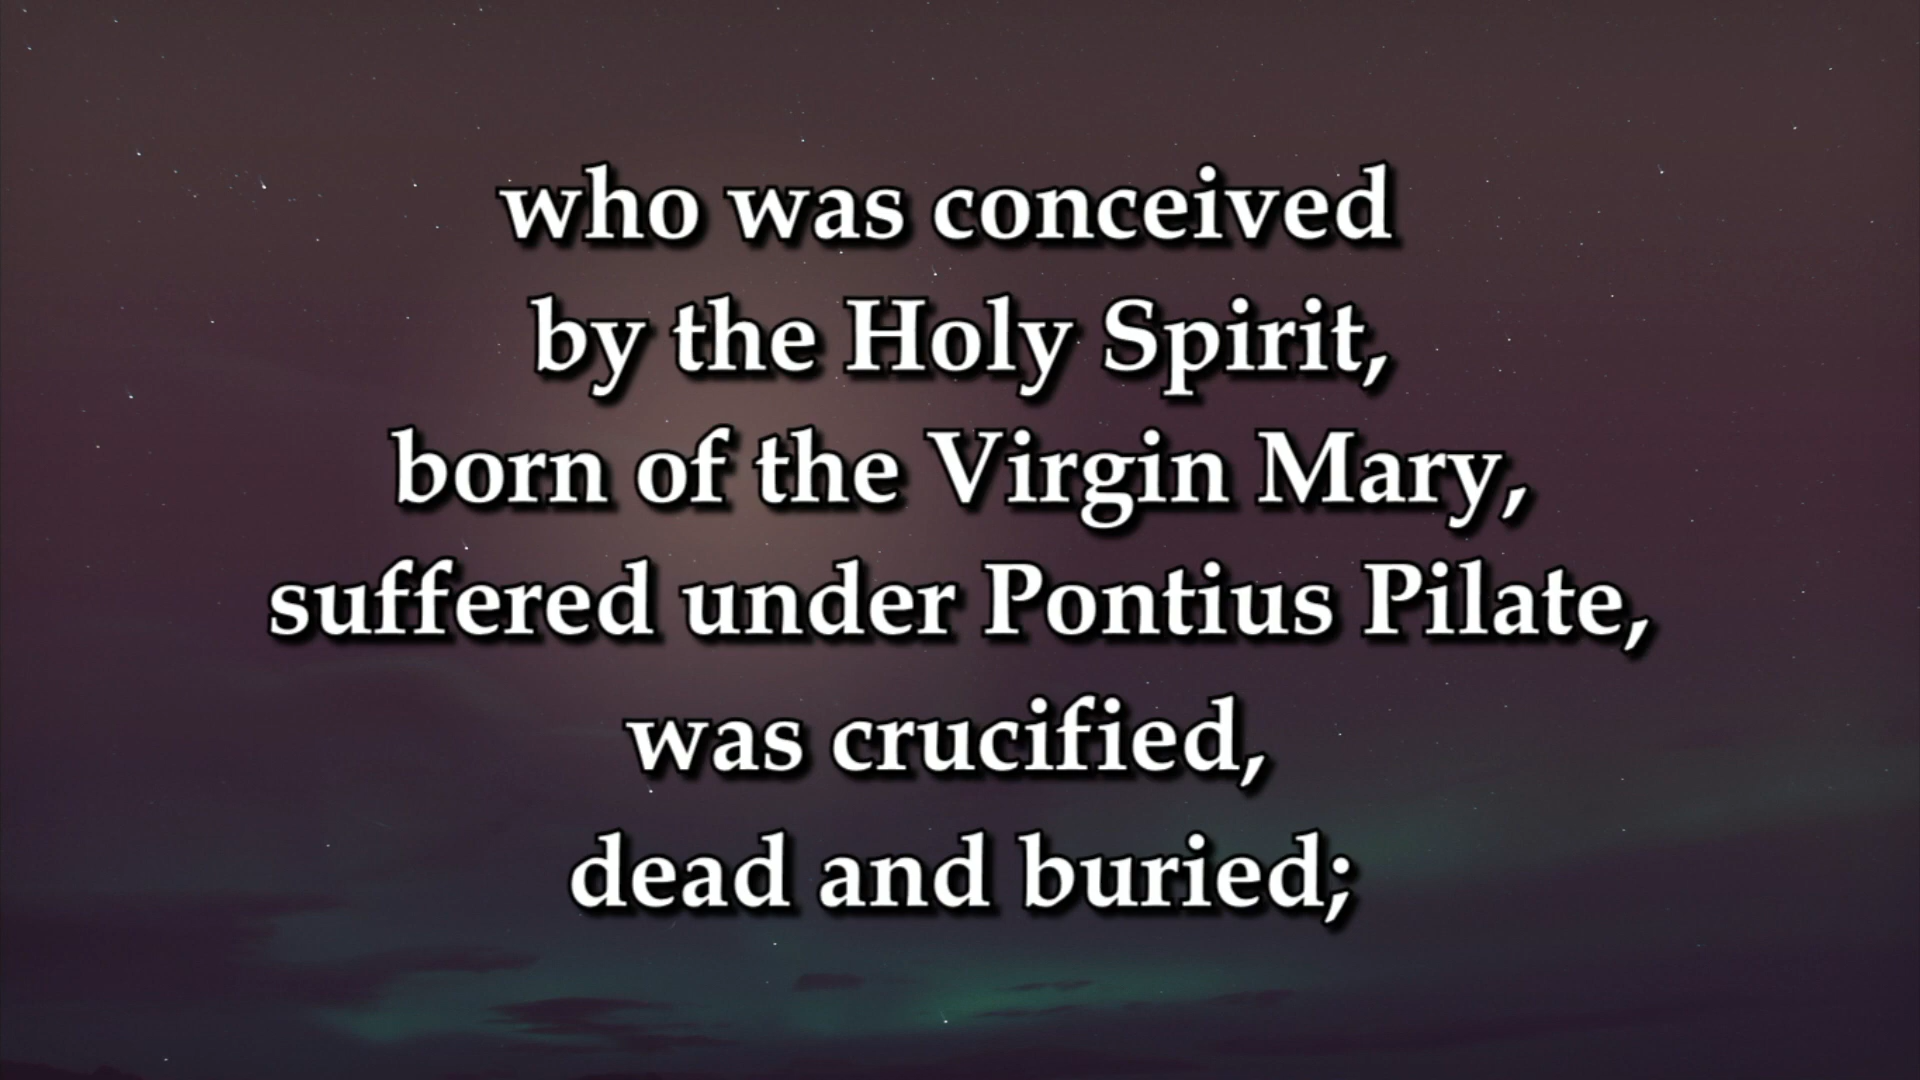 who was conceived
by the Holy Spirit,
born of the Virgin Mary,
suffered under Pontius Pilate,
was crucified,
dead and buried;